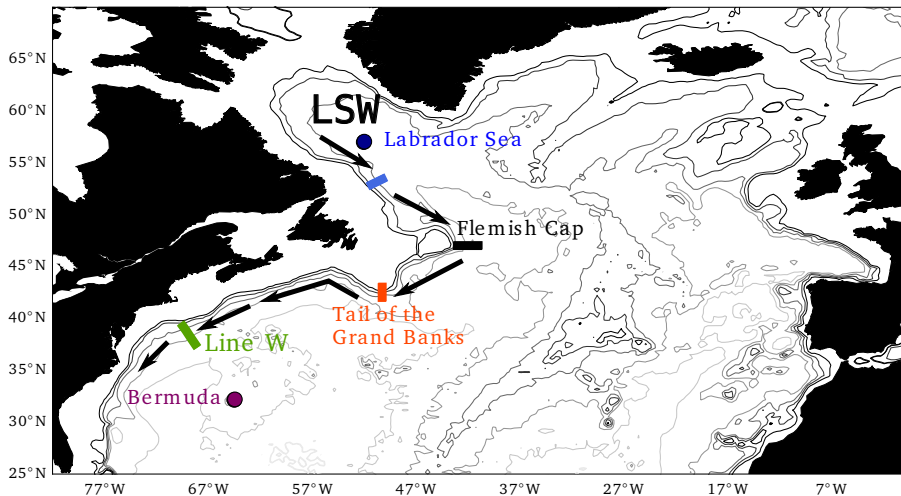 65°N
60°N
55°N
50°N
45°N
40°N
35°N
30°N
25°N
LSW
Labrador Sea
Flemish Cap
Tail of the
Grand Banks
Line W
Bermuda
77°W 67°W 57°W 47°W 37°W 27°W 17°W 7°W